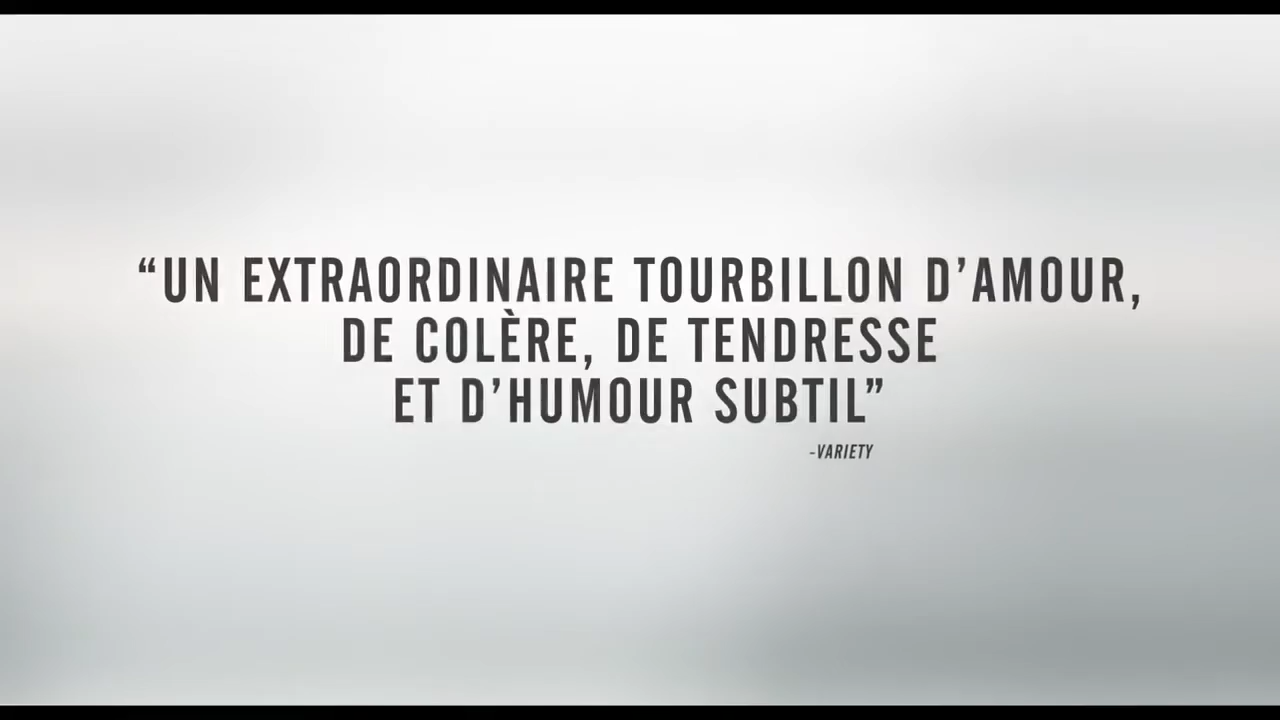 “UN EXTRAORDINAIRE TOURBILLON D’AMOUR,
DE COLÈRE, DE TENDRESSE
ET D’HUMOUR SUBTIL”
-VARIETY